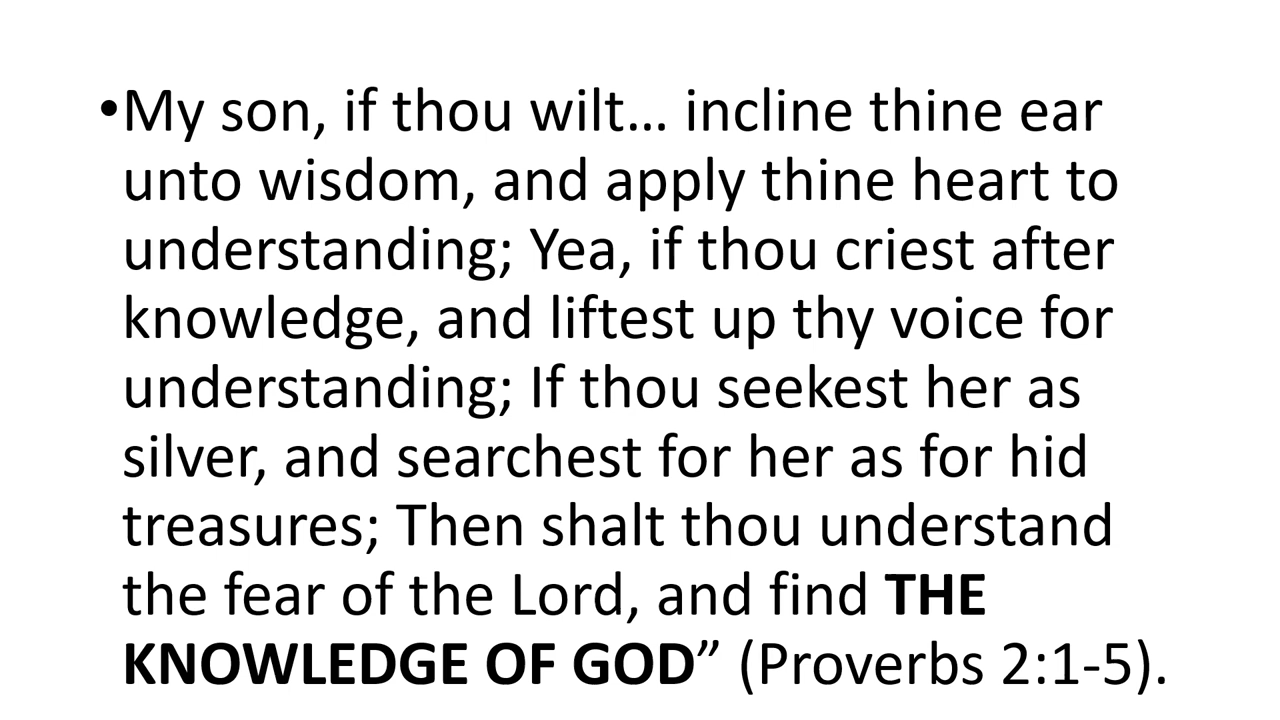 •My son, if thou wilt… incline thine ear
unto wisdom, and apply thine heart to
understanding; Yea, if thou criest after
knowledge, and liftest up thy voice for
understanding; If thou seekest her as
silver, and searchest for her as for hid
treasures; Then shalt thou understand
the fear of the Lord, and find THE
KNOWLEDGE OF GOD” (Proverbs 2:1-5).